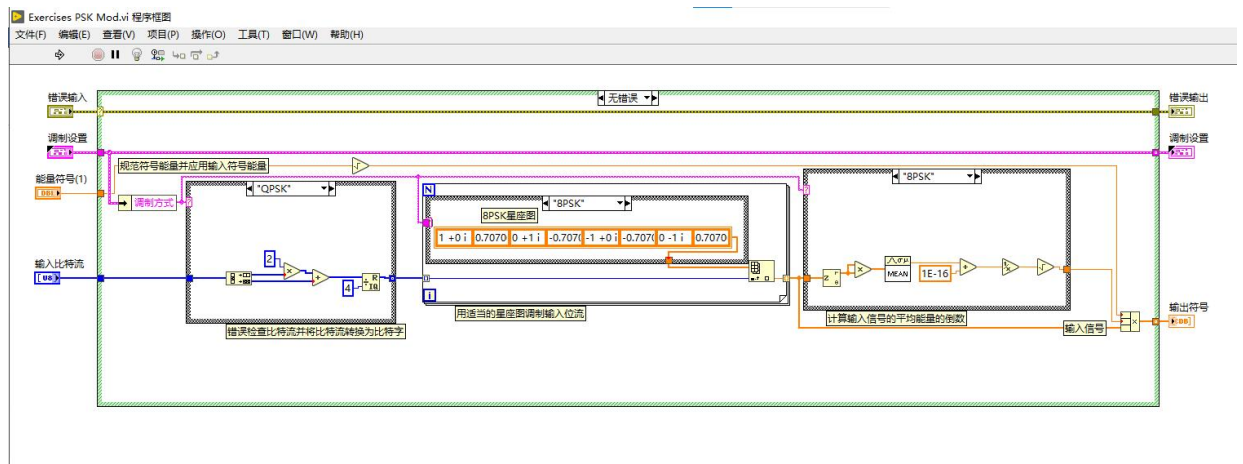 Exercises PSK Mod.vi 程序框图
文件(F) 编辑(E) 查看(V) 项目(P) 操作(O) 工具(T) 窗口(W) 帮助(H)
无错误
错误输入
错误输出
调制设置
调制设置
规范符号能量并应用输入符号能量
能量符号(1)
DBL
调制方式
"QPSK"
N
"8PSK"
8PSK星座图
1 +0 i 0.7070 0 +1 i -0.7070 -1 +0 i -0.7070 0 -1 i 0.7070
"8PSK"
2
输入比特流
[U8]
4
R
IQ
i
z
r
θ
MEAN
1E-16
用适当的星座图调制输入位流
计算输入信号的平均能量的倒数
错误检查比特流并将比特流转换为比特字
输入信号
输出符号